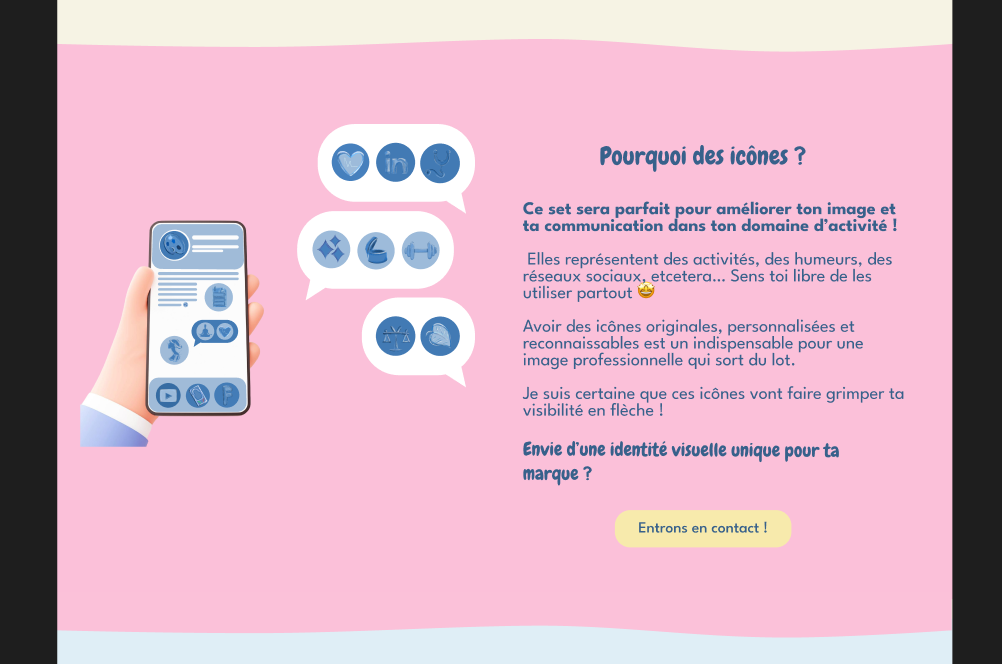 in
Pourquoi des icônes ?
Ce set sera parfait pour améliorer ton image et
ta communication dans ton domaine d'activité !
Elles représentent des activités, des humeurs, des
réseaux sociaux, etcetera... Sens toi libre de les
utiliser partout 🤩
Avoir des icônes originales, personnalisées et
reconnaissables est un indispensable pour une
image professionnelle qui sort du lot.
Je suis certaine que ces icônes vont faire grimper ta
visibilité en flèche !
Envie d'une identité visuelle unique pour ta
marque ?
Entrons en contact !